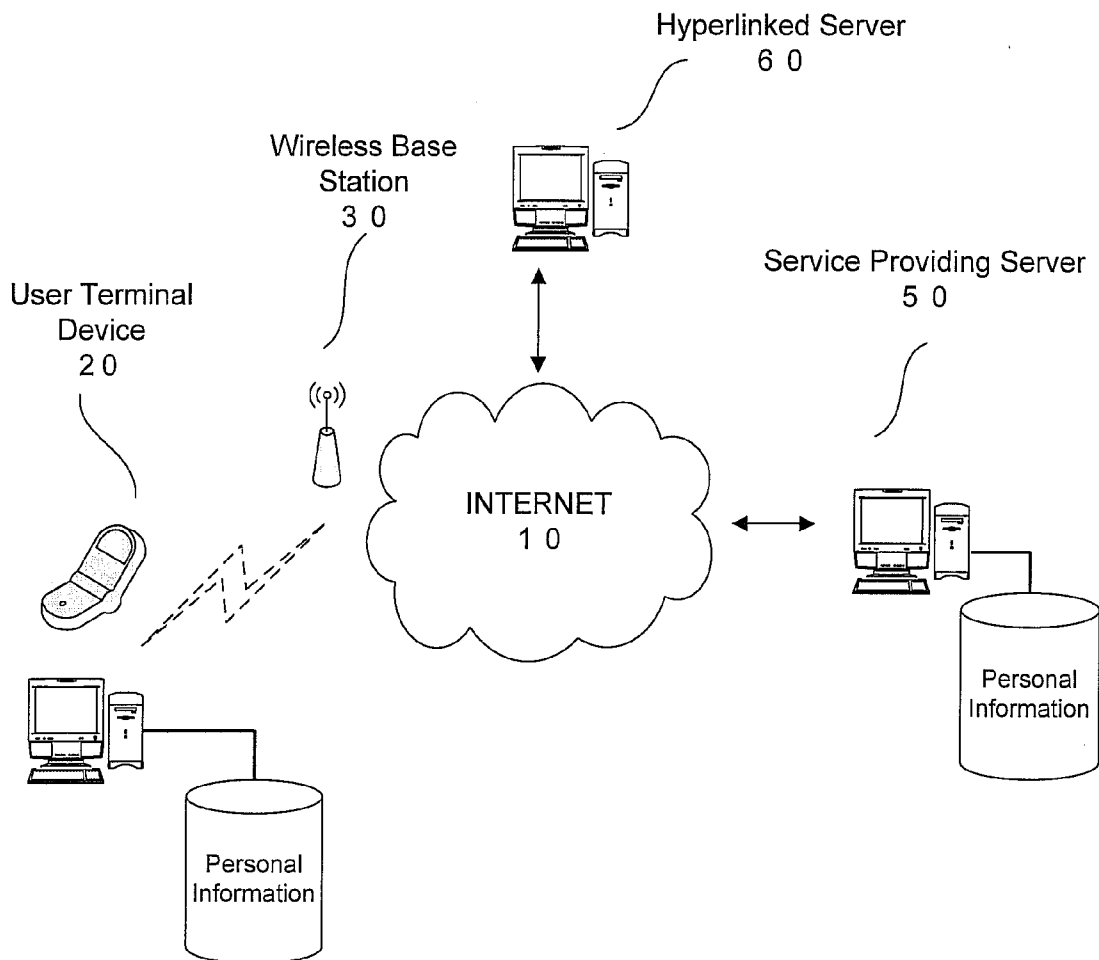 Hyperlinked Server
6 0
Wireless Base
Station
3 0
Service Providing Server
5 0
User Terminal
Device
2 0
INTERNET
1 0
Personal
Information
Personal
Information